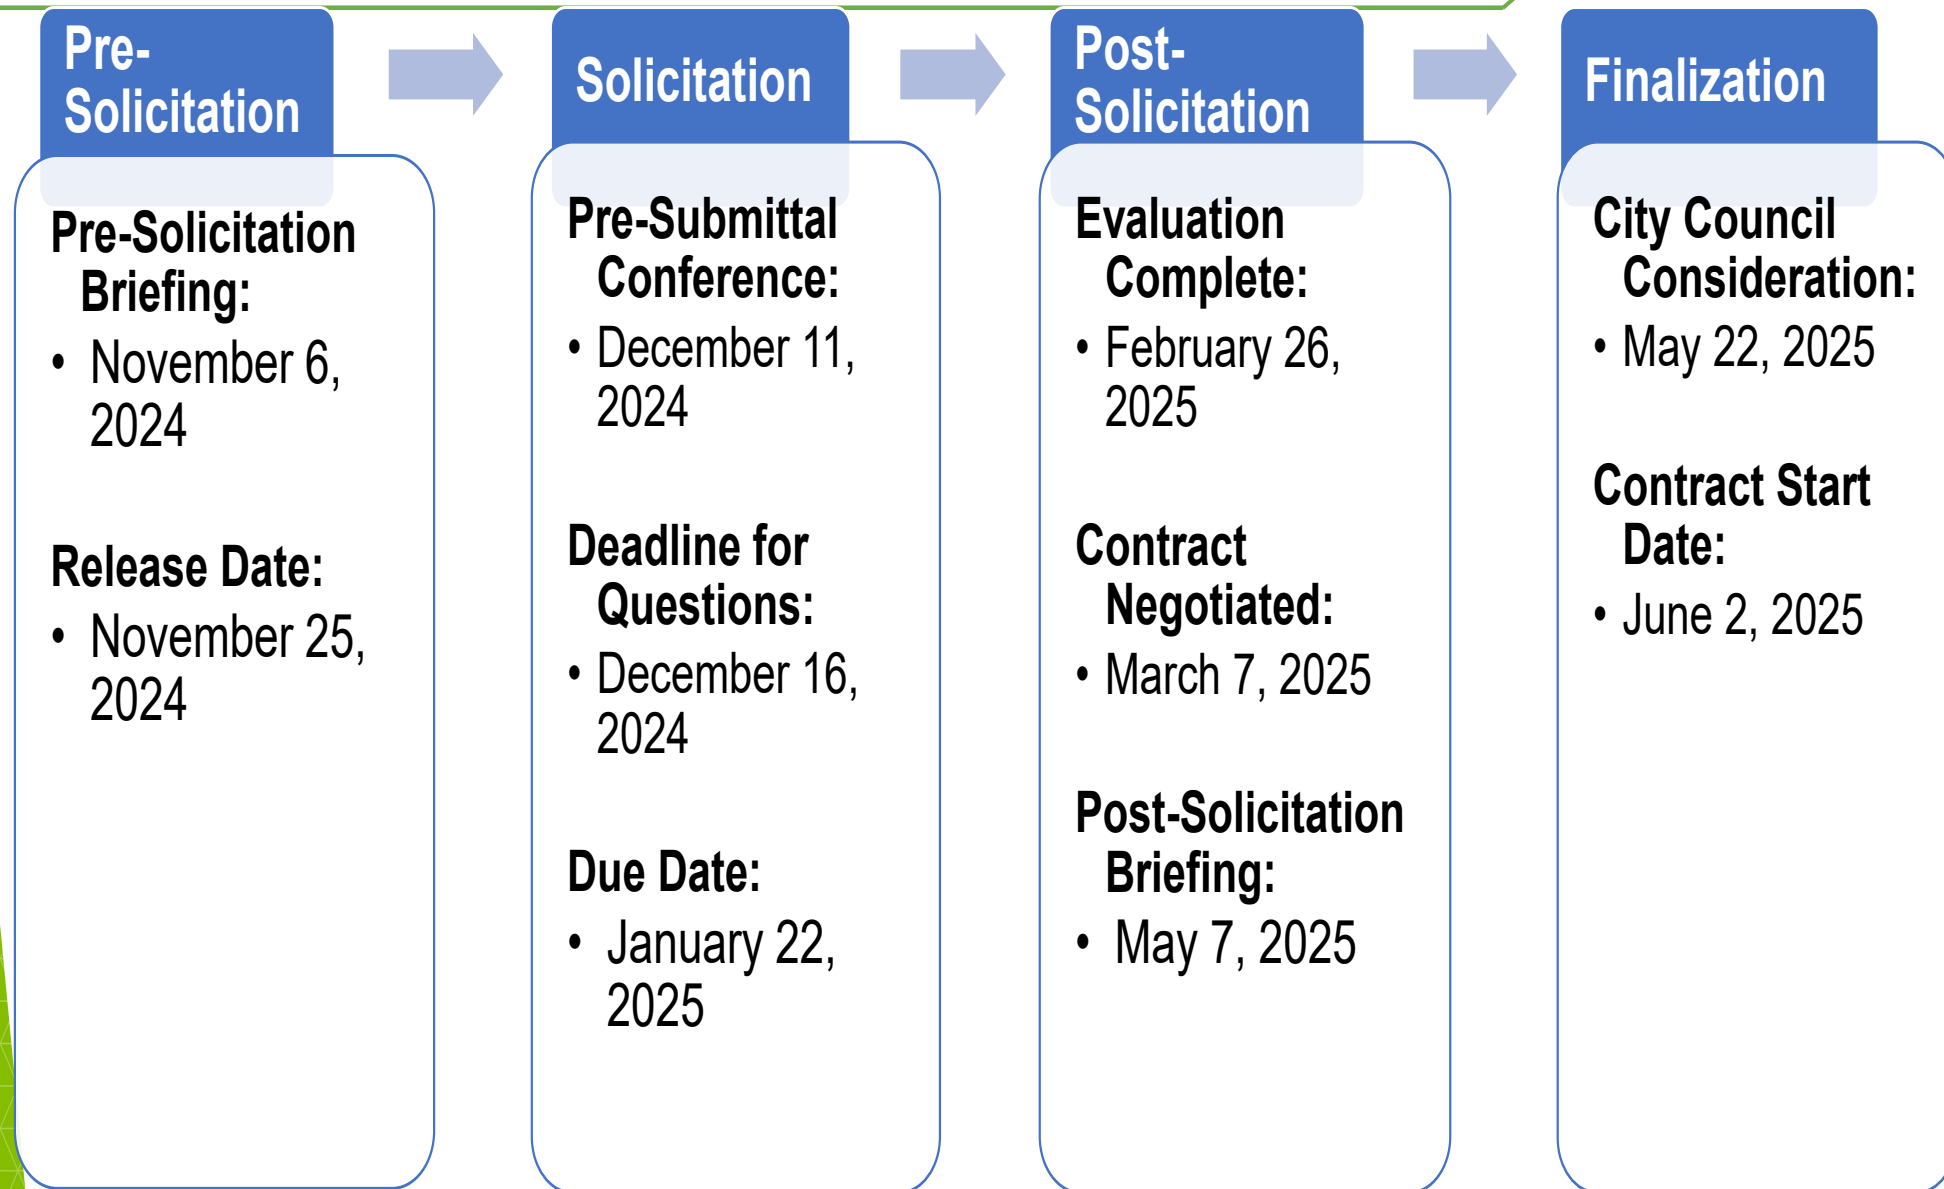 Pre-
Solicitation
Pre-Solicitation
Briefing:
• November 6,
2024
Release Date:
• November 25,
2024
Solicitation
Pre-Submittal
Conference:
• December 11,
2024
Deadline for
Questions:
• December 16,
2024
Due Date:
• January 22,
2025
Post-
Solicitation
Evaluation
Complete:
• February 26,
2025
Contract
Negotiated:
• March 7, 2025
Post-Solicitation
Briefing:
• May 7, 2025
Finalization
City Council
Consideration:
• May 22, 2025
Contract Start
Date:
• June 2, 2025